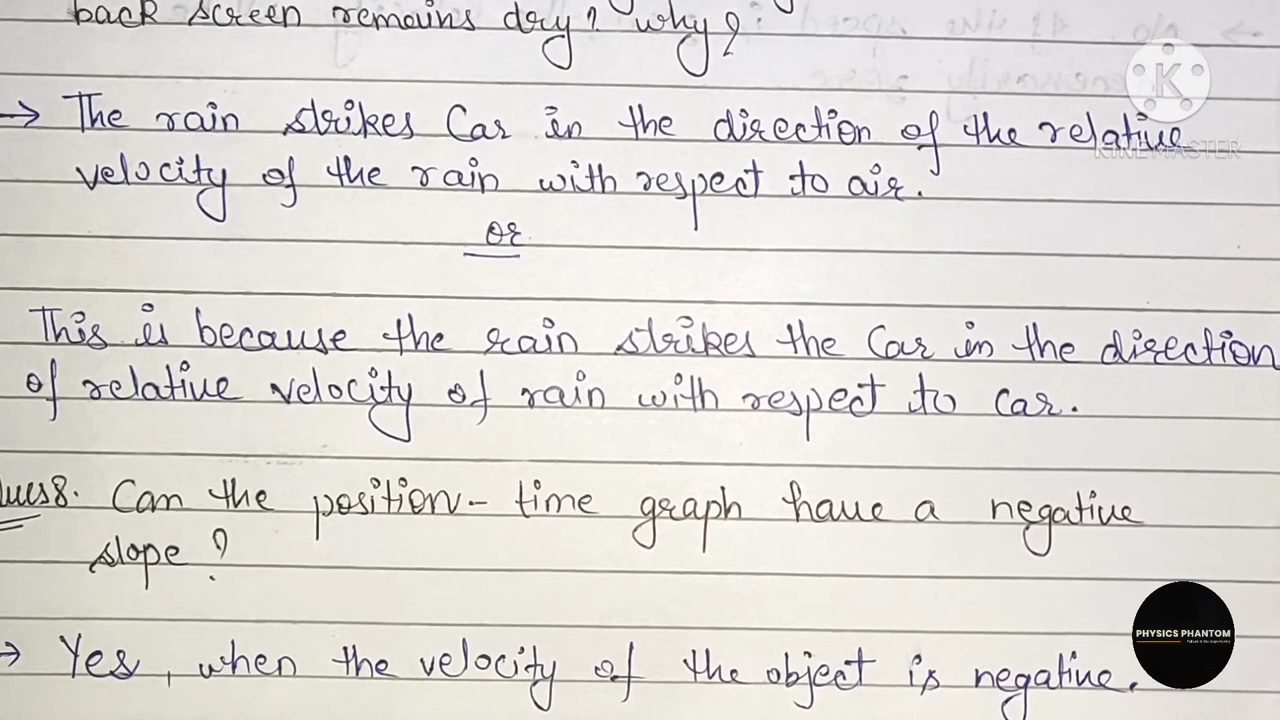 back screen remains dry? why?
→ The rain strikes Car in the direction of the relative
velocity of the rain with respect to air.
or
This is because the rain strikes the Car in the direction
of relative velocity of rain with respect to car.
Ques 8. Can the position - time graph have a negative
slope?
→ Yes, when the velocity of the object is negative.
K
KINEMASTER
PHYSICS PHANTOM